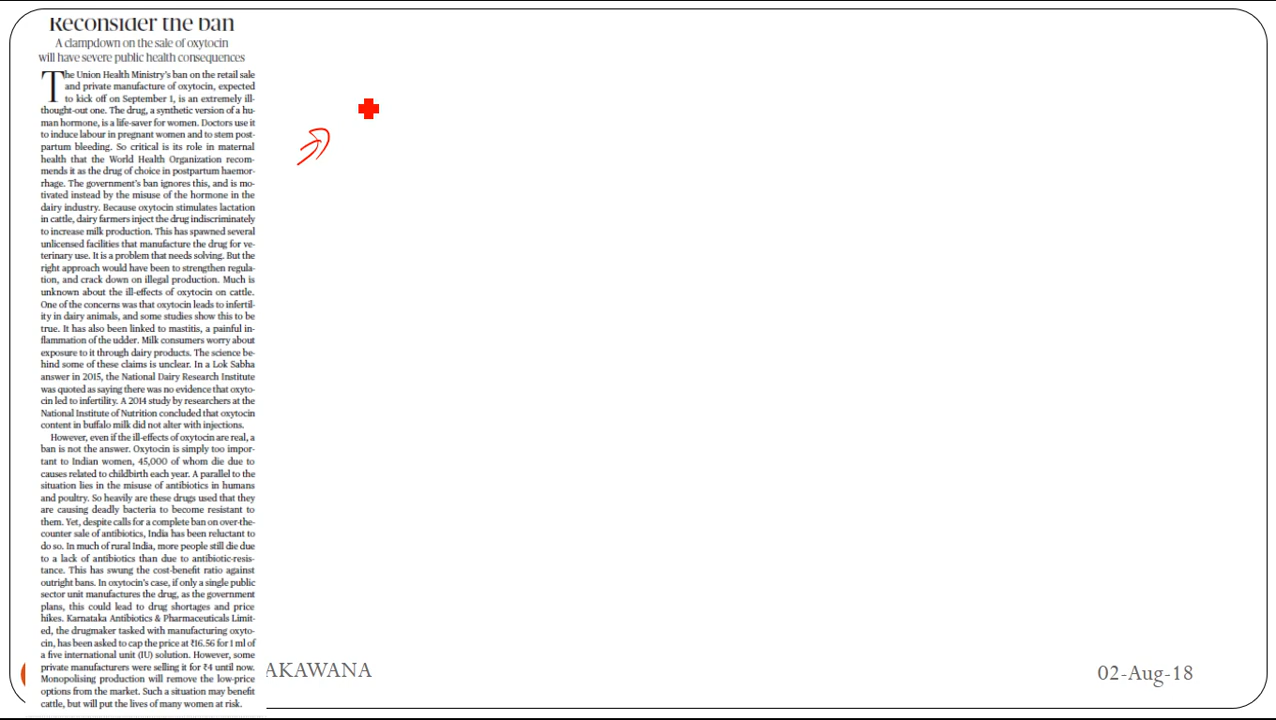 Reconsider the ban
A clampdown on the sale of oxytocin
will have severe public health consequences
The Union Health Ministry's ban on the retail sale
and private manufacture of oxytocin, expected
to kick off on September 1, is an extremely ill-
thought-out one. The drug, a synthetic version of a hu-
man hormone, is a life-saver for women. Doctors use it
to induce labour in pregnant women and to stem post-
partum bleeding. So critical is its role in maternal
health that the World Health Organization recom-
mends it as the drug of choice in postpartum haemor-
rhage. The government's ban ignores this, and is mo-
tivated instead by the misuse of the hormone in the
dairy industry. Because oxytocin stimulates lactation
in cattle, dairy farmers inject the drug indiscriminately
to increase milk production. This has spawned several
unlicensed facilities that manufacture the drug for ve-
terinary use. It is a problem that needs solving. But the
right approach would have been to strengthen regula-
tion, and crack down on illegal production. Much is
unknown about the ill-effects of oxytocin on cattle.
One of the concerns was that oxytocin leads to infertil-
ity in dairy animals, and some studies show this to be
true. It has also been linked to mastitis, a painful in-
flammation of the udder. Milk consumers worry about
exposure to it through dairy products. The science be-
hind some of these claims is unclear. In a Lok Sabha
answer in 2015, the National Dairy Research Institute
was quoted as saying there was no evidence that oxyto-
cin led to infertility. A 2014 study by researchers at the
National Institute of Nutrition concluded that oxytocin
content in buffalo milk did not alter with injections.
However, even if the ill-effects of oxytocin are real, a
ban is not the answer. Oxytocin is simply too impor-
tant to Indian women, 45,000 of whom die due to
causes related to childbirth each year. A parallel to the
situation lies in the misuse of antibiotics in humans
and poultry. So heavily are these drugs used that they
are causing deadly bacteria to become resistant to
them. Yet, despite calls for a complete ban on over-the-
counter sale of antibiotics, India has been reluctant to
do so. In much of rural India, more people still die due
to a lack of antibiotics than due to antibiotic-resis-
tance. This has swung the cost-benefit ratio against
outright bans. In oxytocin's case, if only a single public
sector unit manufactures the drug, as the government
plans, this could lead to drug shortages and price
hikes. Karnataka Antibiotics & Pharmaceuticals Limit-
ed, the drugmaker tasked with manufacturing oxyto-
cin, has been asked to cap the price at ₹16.56 for 1 ml of
a five international unit (IU) solution. However, some
private manufacturers were selling it for ₹4 until now.
Monopolising production will remove the low-price
options from the market. Such a situation may benefit
cattle, but will put the lives of many women at risk.
AKAWANA
02-Aug-18